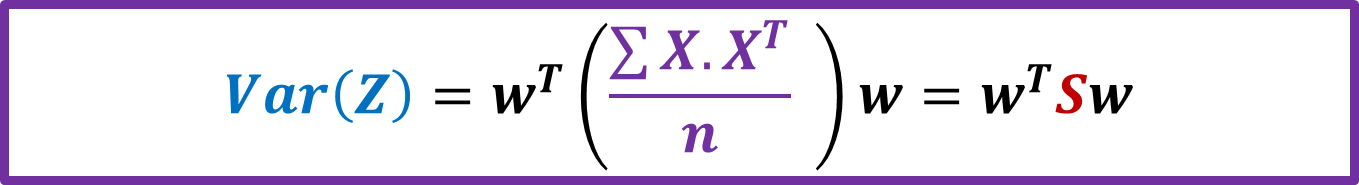 Var(Z) = w^T (∑ X.X^T / n) w = w^T S w